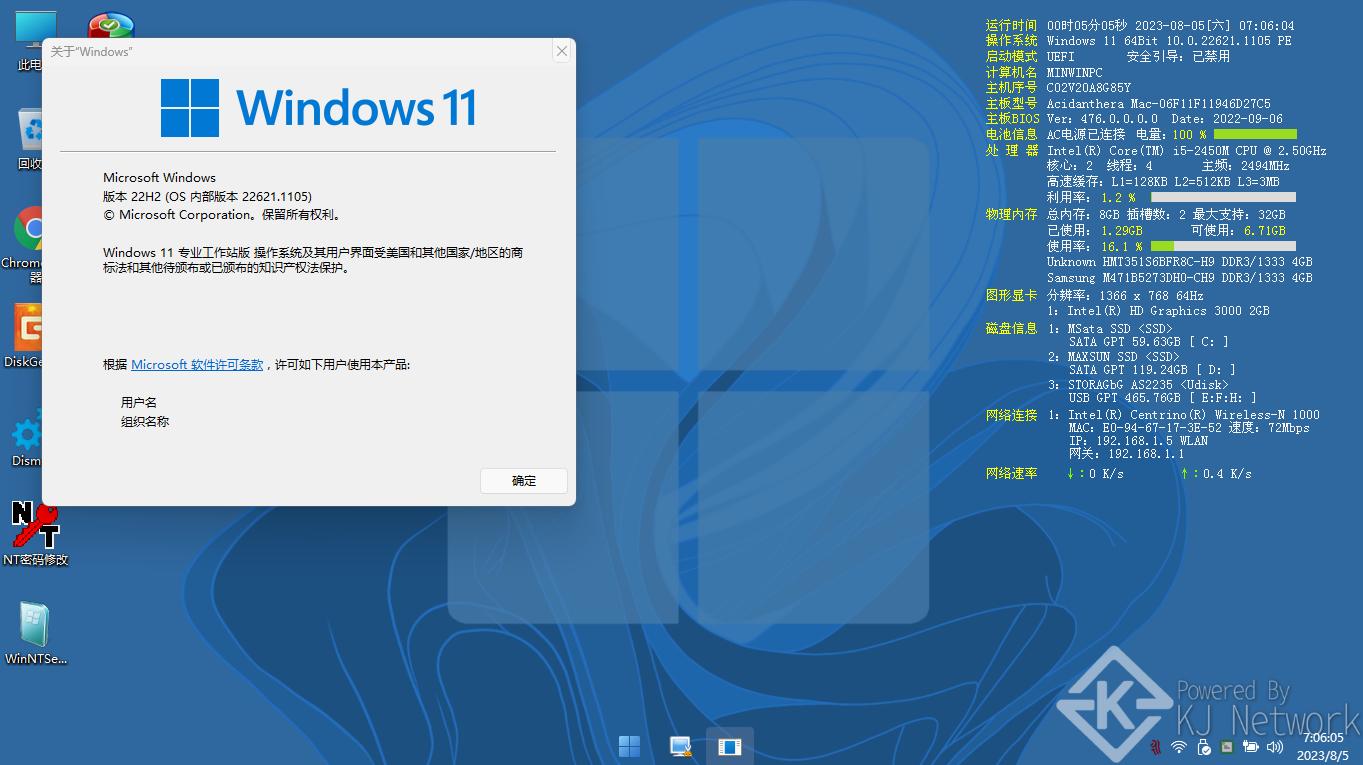 此电
回收
Chrom
器
DiskGe
Dism
NT
NT密码修改
WinNTSe...
关于“Windows”
Windows 11
Microsoft Windows
版本 22H2 (OS 内部版本 22621.1105)
© Microsoft Corporation。保留所有权利。
Windows 11 专业工作站版 操作系统及其用户界面受美国和其他国家/地区的商
标法和其他待颁布或已颁布的知识产权法保护。
根据 Microsoft 软件许可条款，许可如下用户使用本产品:
用户名
组织名称
确定
运行时间 00时05分05秒 2023-08-05[六] 07:06:04
操作系统 Windows 11 64Bit 10.0.22621.1105 PE
启动模式 UEFI 安全引导: 已禁用
计算机名 MINWINPC
主机序号 C02V20A8G85Y
主板型号 Acidanthera Mac-06F11F11946D27C5
主板BIOS Ver: 476.0.0.0.0 Date: 2022-09-06
电池信息 AC电源已连接 电量: 100 %
处 理 器 Intel(R) Core(TM) i5-2450M CPU @ 2.50GHz
核心: 2 线程: 4 主频: 2494MHz
高速缓存: L1=128KB L2=512KB L3=3MB
利用率: 1.2 %
物理内存 总内存: 8GB 插槽数: 2 最大支持: 32GB
已使用: 1.29GB 可使用: 6.71GB
使用率: 16.1 %
Unknown HMT351S6BFR8C-H9 DDR3/1333 4GB
Samsung M471B5273DH0-CH9 DDR3/1333 4GB
图形显卡 分辨率: 1366 x 768 64Hz
1: Intel(R) HD Graphics 3000 2GB
磁盘信息 1: MSata SSD <SSD>
SATA GPT 59.63GB [ C: ]
2: MAXSUN SSD <SSD>
SATA GPT 119.24GB [ D: ]
3: STORAGbG AS2235 <Udisk>
USB GPT 465.76GB [ E:F:H: ]
网络连接 1: Intel(R) Centrino(R) Wireless-N 1000
MAC: E0-94-67-17-3E-52 速度: 72Mbps
IP: 192.168.1.5 WLAN
网关: 192.168.1.1
网络速率 ↓:0 K/s ↑:0.4 K/s
Powered By
KJ Network
7:06:05
2023/8/5